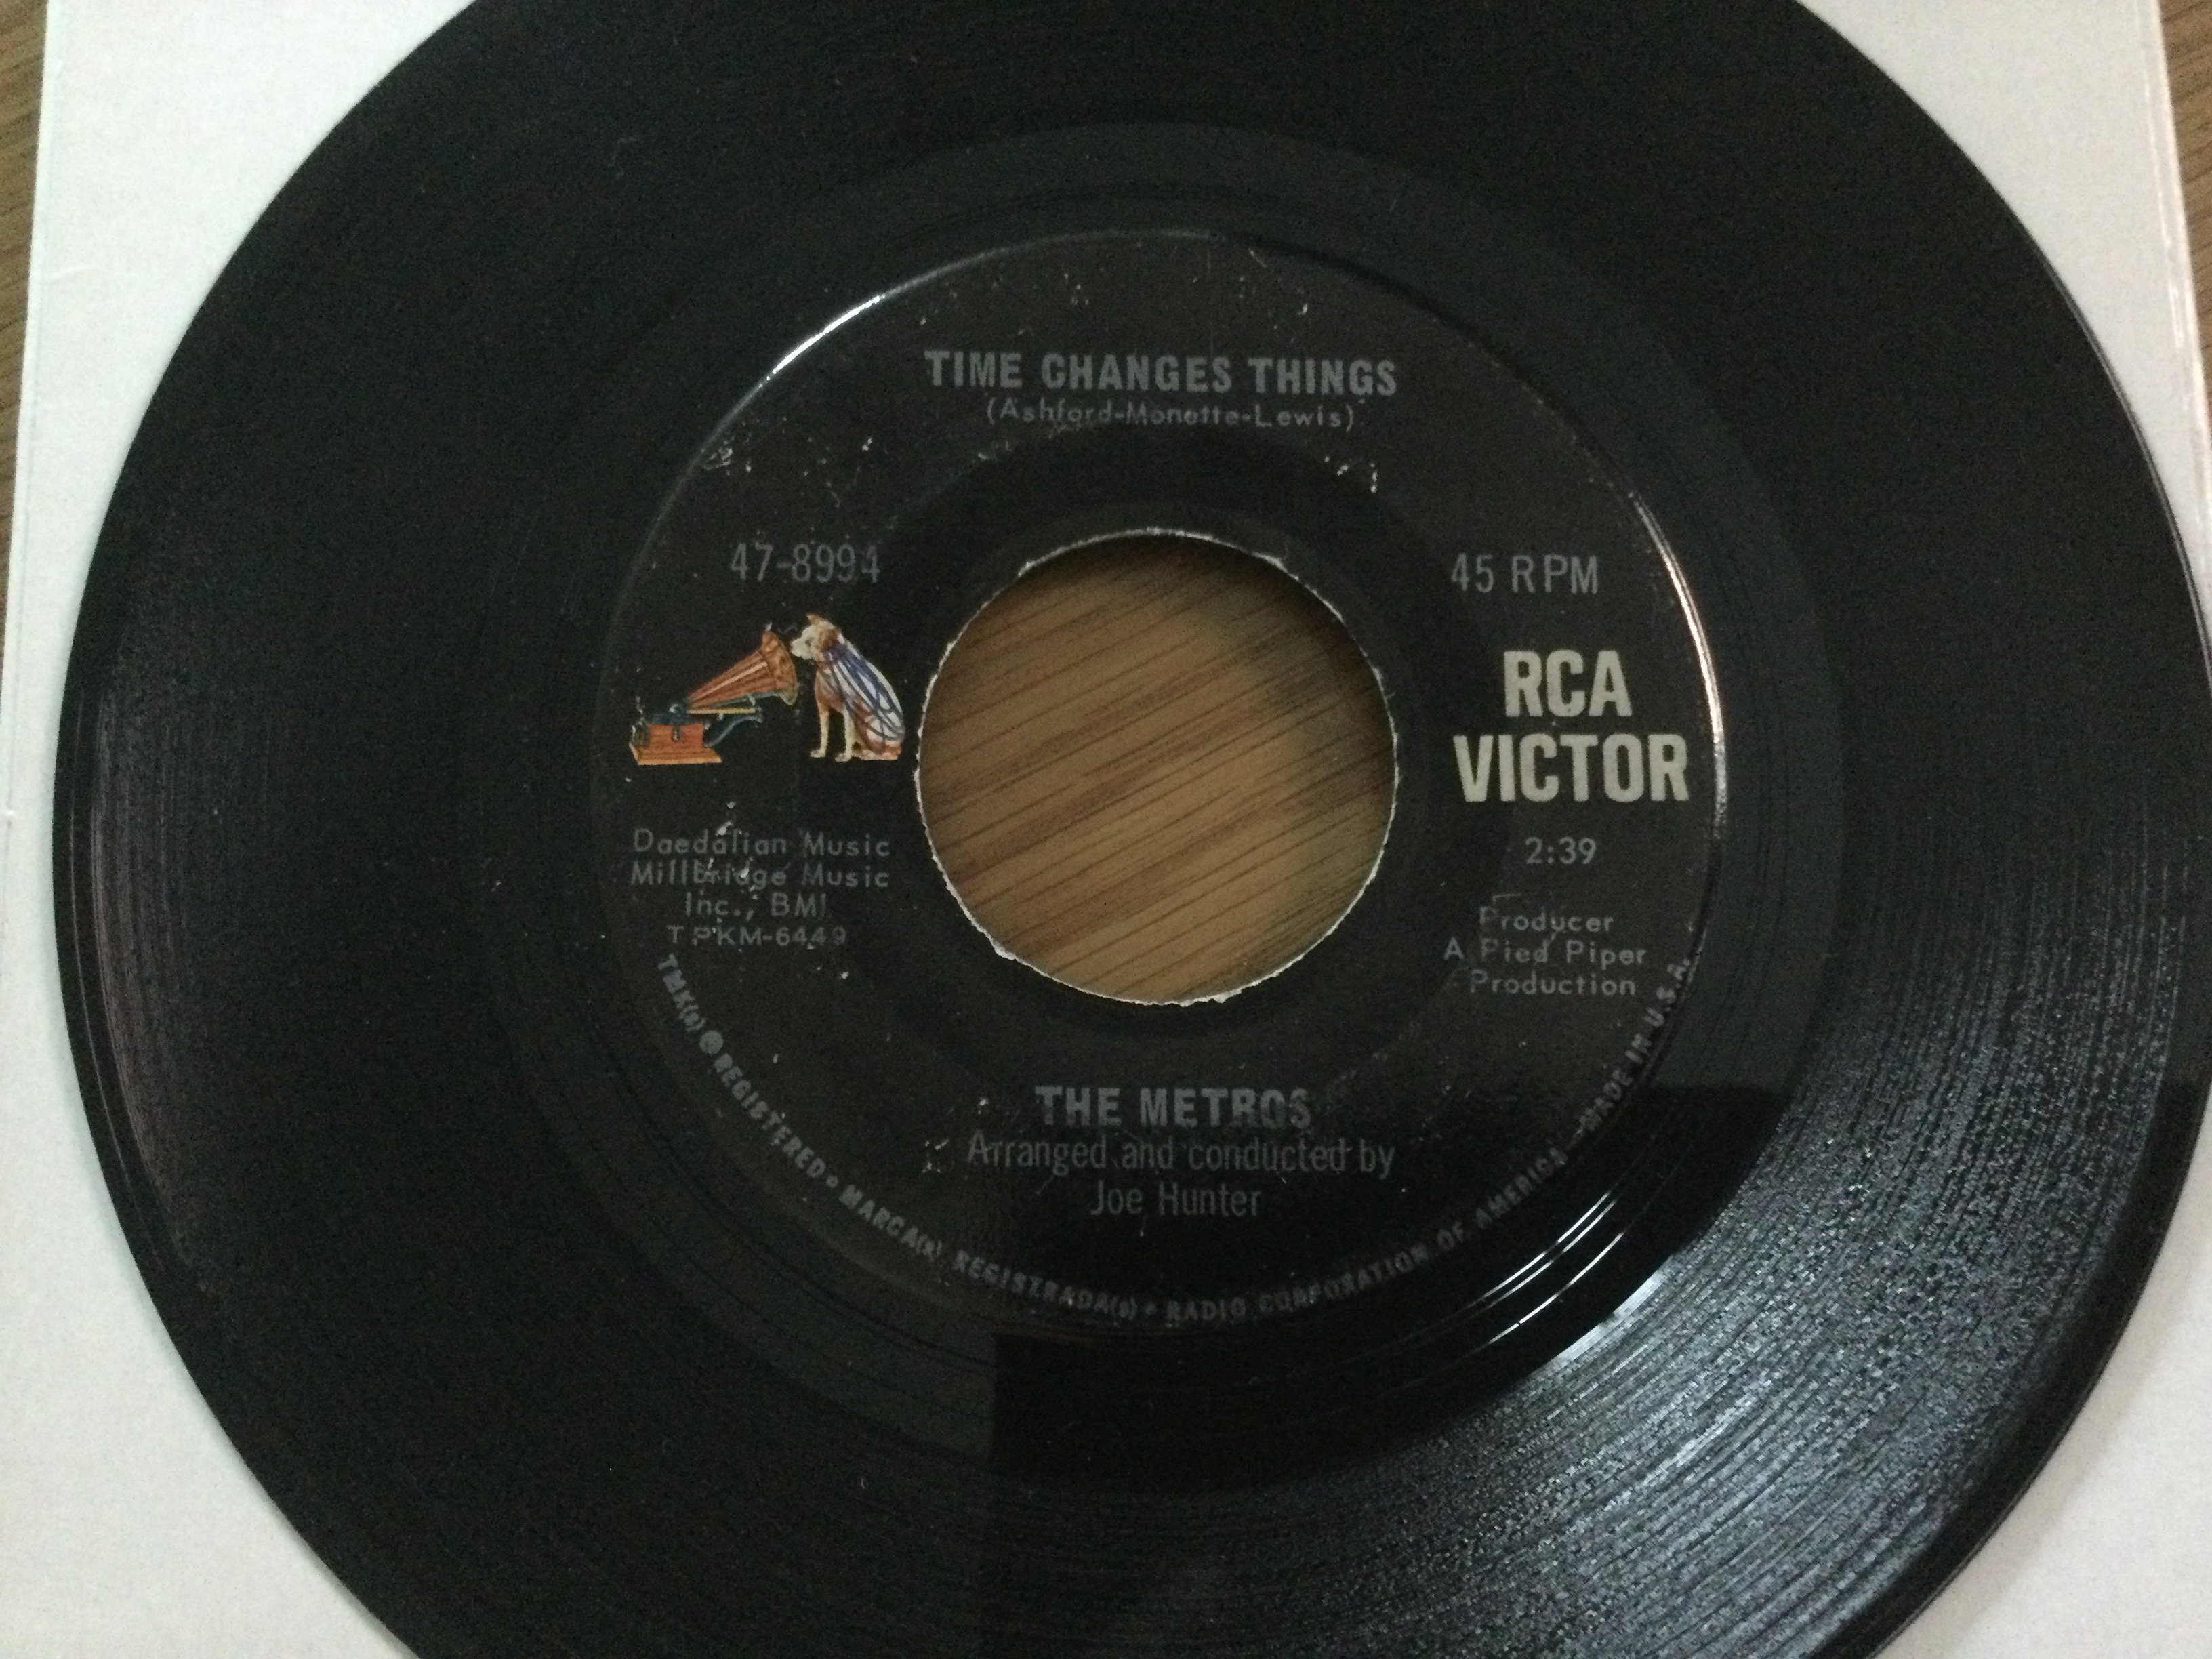 TIME CHANGES THINGS
(Ashford-Monette-Lewis)
47-8994
45 RPM
RCA
VICTOR
2:39
Daedalian Music
Millbridge Music
Inc., BMI
TPKM-6449
Producer
A Pied Piper
Production
THE METROS
Arranged and conducted by
Joe Hunter
TMK(s) ® REGISTERED • MARCA(s) REGISTRADA(s) • RADIO CORPORATION OF AMERICA—MADE IN U.S.A.